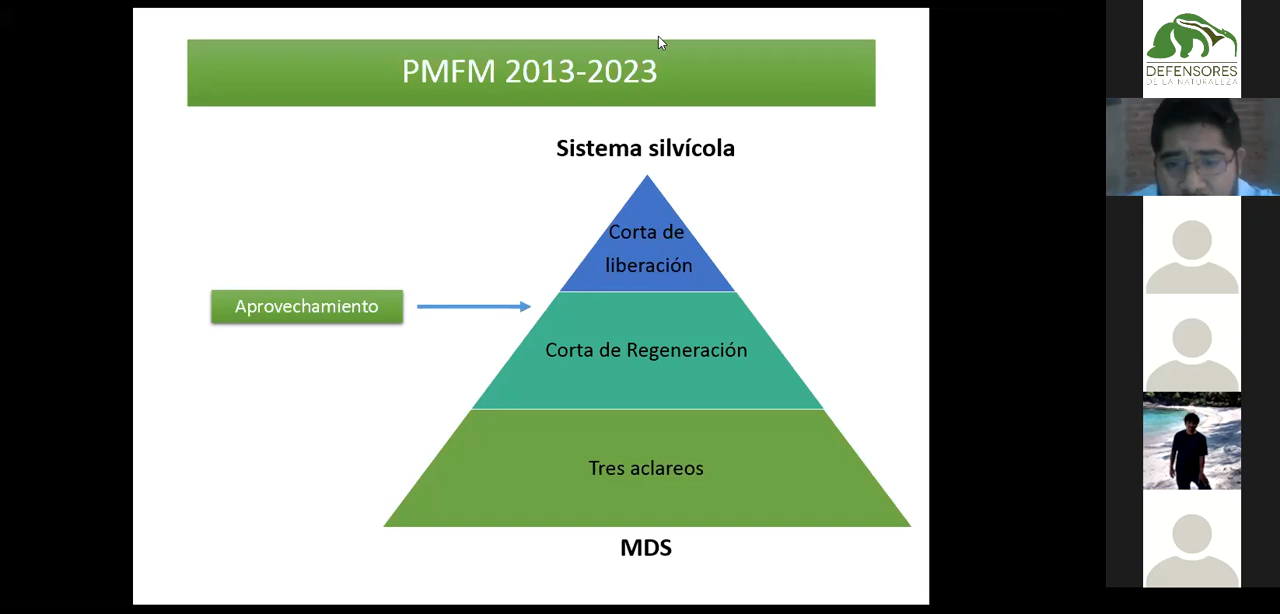 PMFM 2013-2023
Sistema silvícola
Corta de
liberación
Aprovechamiento
Corta de Regeneración
Tres aclareos
MDS
DEFENSORES
DE LA NATURALEZA